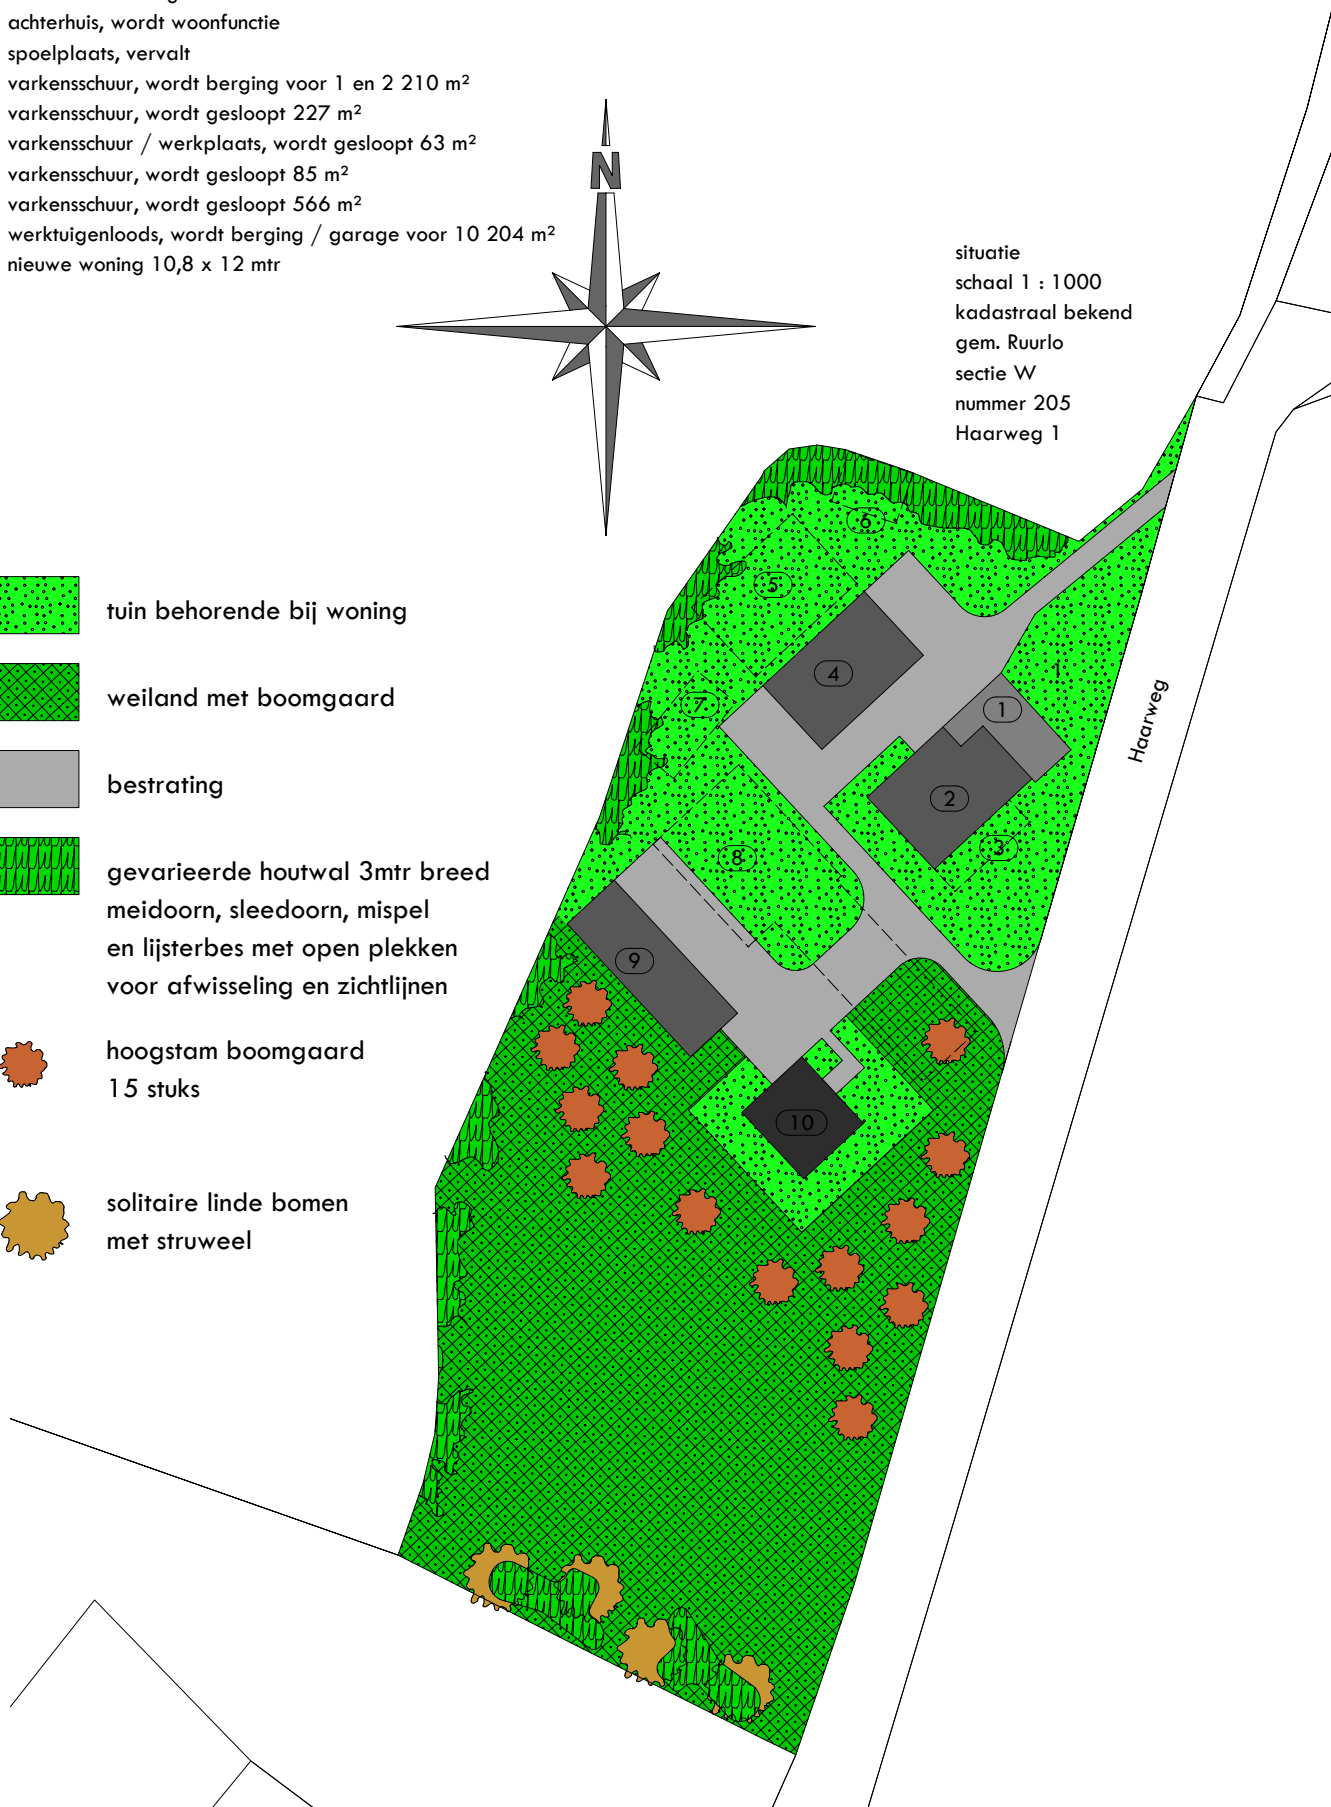 achterhuis, wordt woonfunctie
spoelplaats, vervalt
varkensschuur, wordt berging voor 1 en 2 210 m²
varkensschuur, wordt gesloopt 227 m²
varkensschuur / werkplaats, wordt gesloopt 63 m²
varkensschuur, wordt gesloopt 85 m²
varkensschuur, wordt gesloopt 566 m²
werktuigenloods, wordt berging / garage voor 10 204 m²
nieuwe woning 10,8 x 12 mtr
N
situatie
schaal 1 : 1000
kadastraal bekend
gem. Ruurlo
sectie W
nummer 205
Haarweg 1
6
5
4
7
1
1
2
3
8
9
10
Haarweg
tuin behorende bij woning
weiland met boomgaard
bestrating
gevarieerde houtwal 3mtr breed
meidoorn, sleedoorn, mispel
en lijsterbes met open plekken
voor afwisseling en zichtlijnen
hoogstam boomgaard
15 stuks
solitaire linde bomen
met struweel